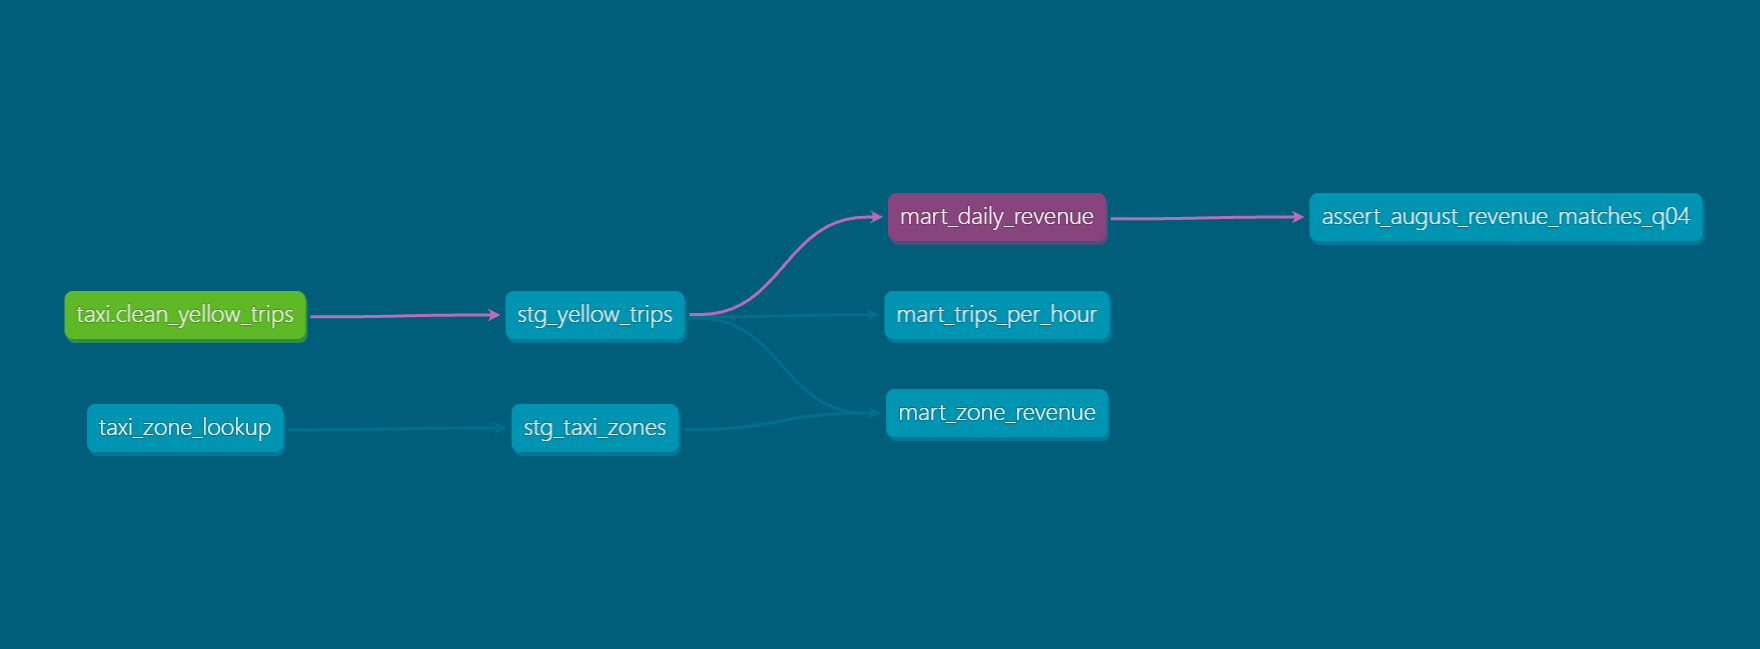 mart_daily_revenue
assert_august_revenue_matches_q04
taxi.clean_yellow_trips
stg_yellow_trips
mart_trips_per_hour
mart_zone_revenue
taxi_zone_lookup
stg_taxi_zones